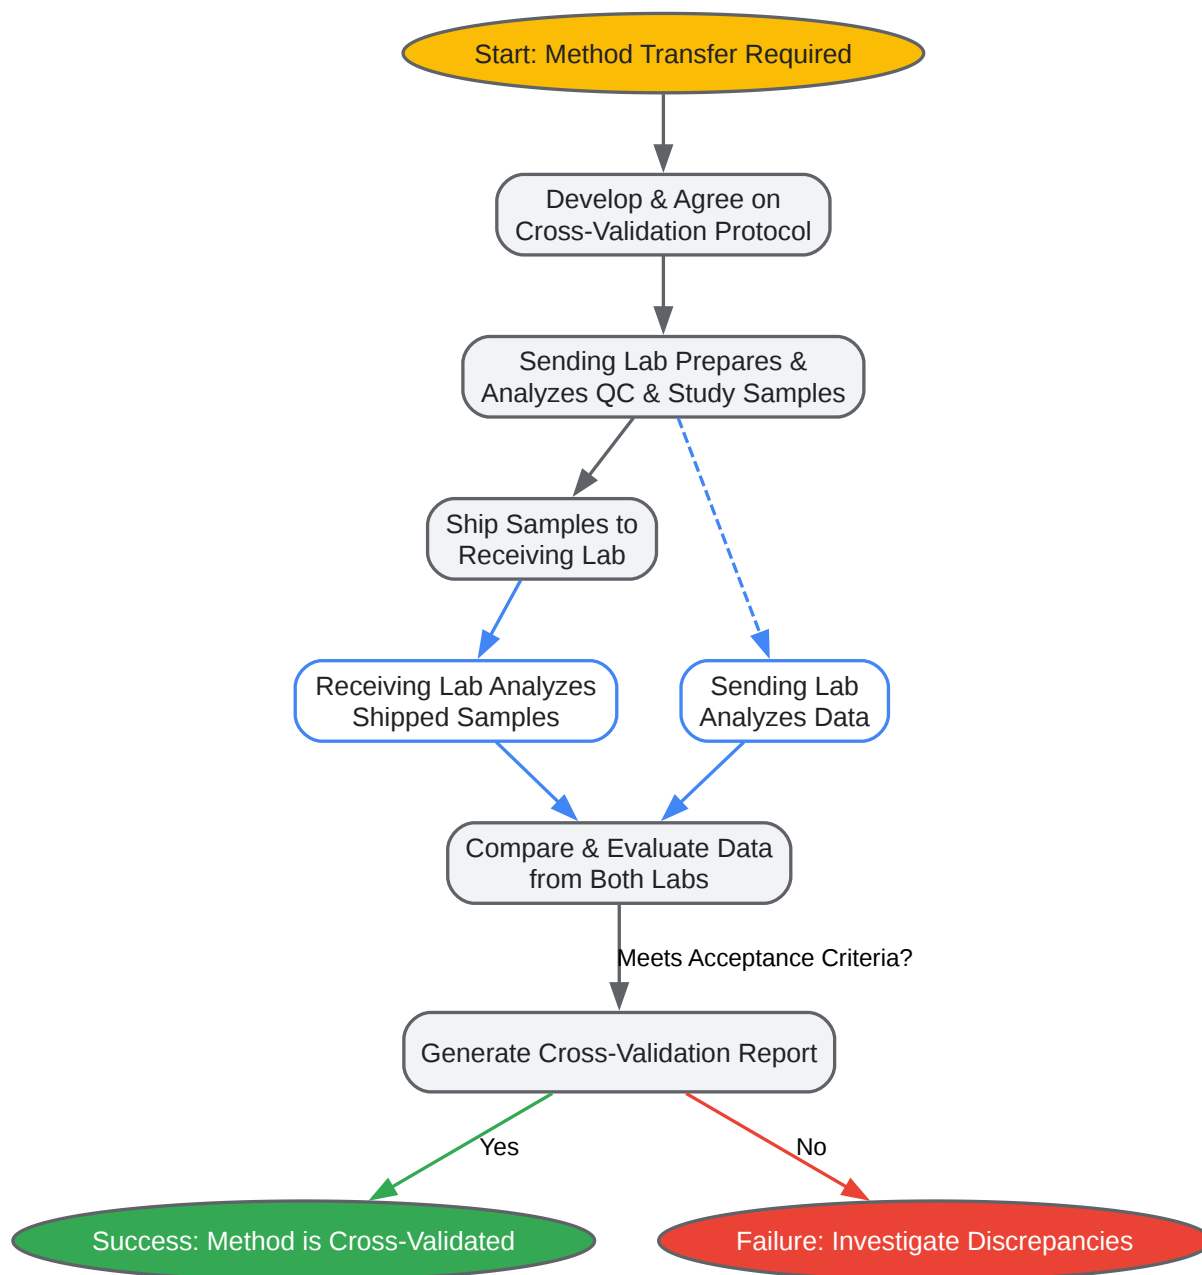 Start: Method Transfer Required
Develop & Agree on
Cross-Validation Protocol
Sending Lab Prepares &
Analyzes QC & Study Samples
Ship Samples to
Receiving Lab
Receiving Lab Analyzes
Shipped Samples
Sending Lab
Analyzes Data
Compare & Evaluate Data
from Both Labs
Meets Acceptance Criteria?
Generate Cross-Validation Report
Yes
No
Success: Method is Cross-Validated
Failure: Investigate Discrepancies